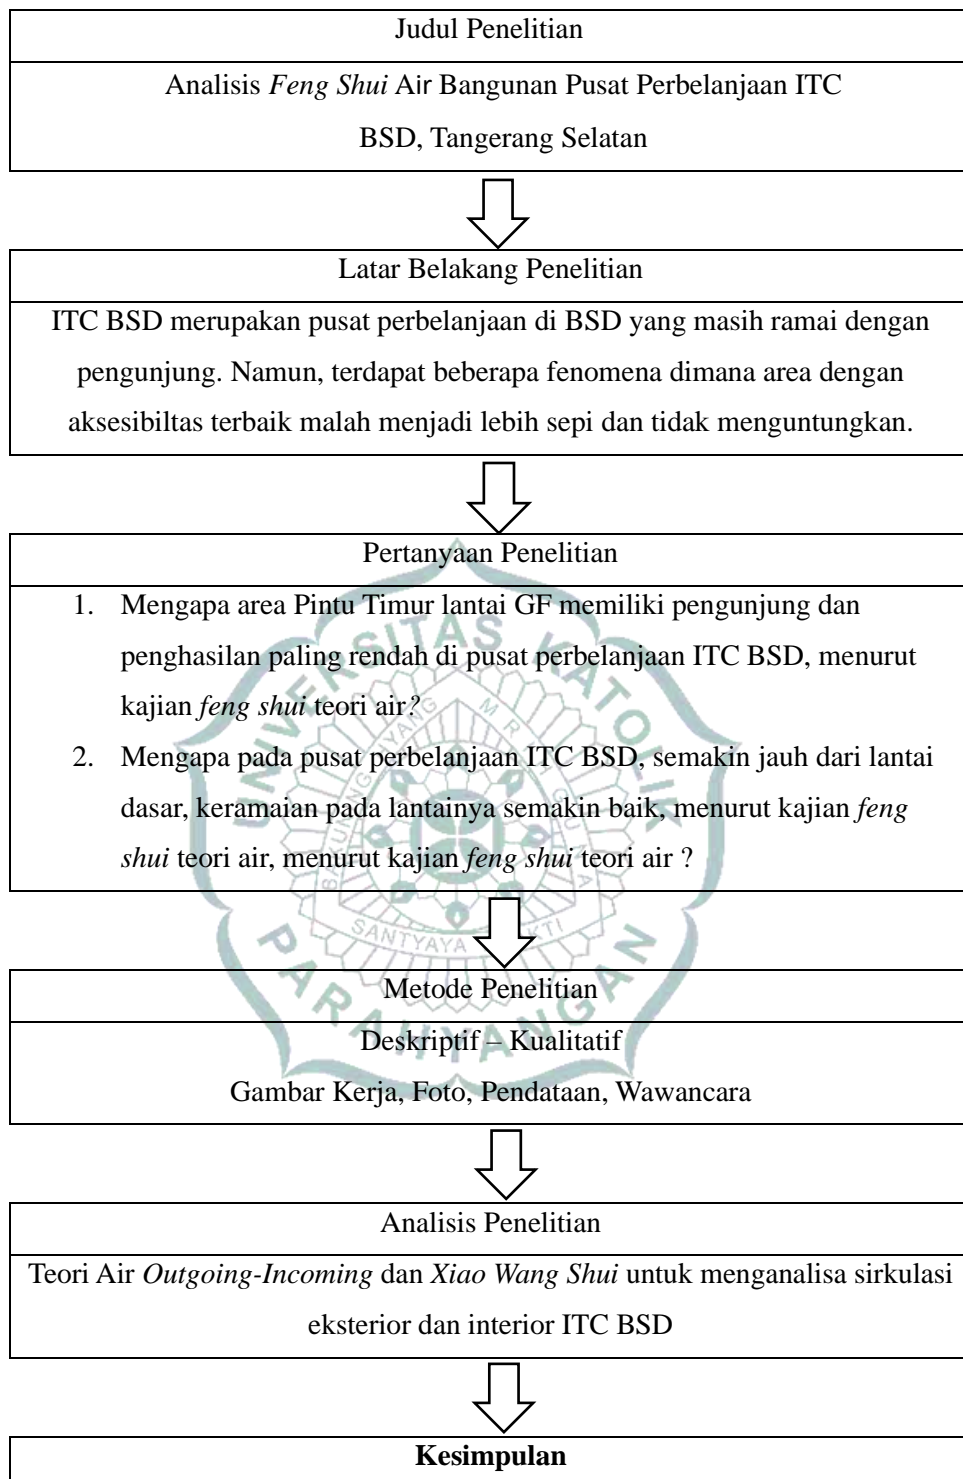 Judul Penelitian
Analisis Feng Shui Air Bangunan Pusat Perbelanjaan ITC
BSD, Tangerang Selatan
Latar Belakang Penelitian
ITC BSD merupakan pusat perbelanjaan di BSD yang masih ramai dengan
pengunjung. Namun, terdapat beberapa fenomena dimana area dengan
aksesibiltas terbaik malah menjadi lebih sepi dan tidak menguntungkan.
Pertanyaan Penelitian
1. Mengapa area Pintu Timur lantai GF memiliki pengunjung dan
penghasilan paling rendah di pusat perbelanjaan ITC BSD, menurut
kajian feng shui teori air?
2. Mengapa pada pusat perbelanjaan ITC BSD, semakin jauh dari lantai
dasar, keramaian pada lantainya semakin baik, menurut kajian feng
shui teori air, menurut kajian feng shui teori air ?
Metode Penelitian
Deskriptif – Kualitatif
Gambar Kerja, Foto, Pendataan, Wawancara
Analisis Penelitian
Teori Air Outgoing-Incoming dan Xiao Wang Shui untuk menganalisa sirkulasi
eksterior dan interior ITC BSD
Kesimpulan
UNIVERSITAS KATOLIK
PARAHYANGAN
SANTYAYA